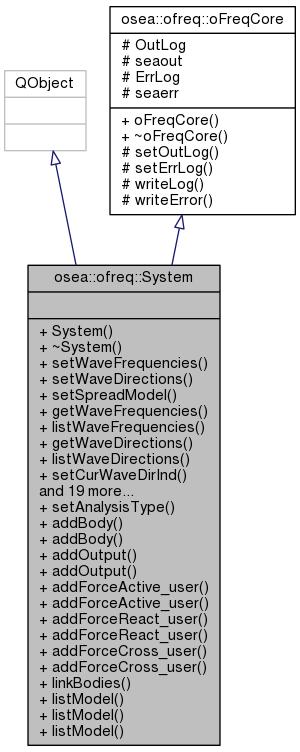 osea::ofreq::oFreqCore
# OutLog
# seaout
# ErrLog
# seaerr
+ oFreqCore()
+ ~oFreqCore()
# setOutLog()
# setErrLog()
# writeLog()
# writeError()
QObject
osea::ofreq::System
+ System()
+ ~System()
+ setWaveFrequencies()
+ setWaveDirections()
+ setSpreadModel()
+ getWaveFrequencies()
+ listWaveFrequencies()
+ getWaveDirections()
+ listWaveDirections()
+ setCurWaveDirInd()
and 19 more...
+ setAnalysisType()
+ addBody()
+ addBody()
+ addOutput()
+ addOutput()
+ addForceActive_user()
+ addForceActive_user()
+ addForceReact_user()
+ addForceReact_user()
+ addForceCross_user()
+ addForceCross_user()
+ linkBodies()
+ listModel()
+ listModel()
+ listModel()